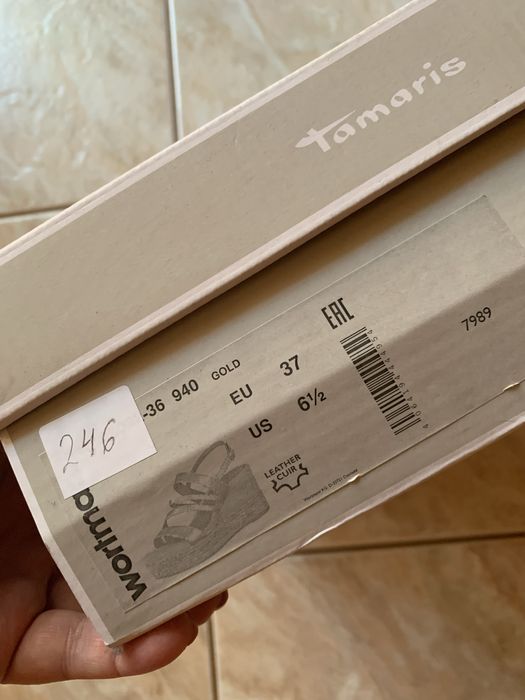 Tamaris
-36 940 GOLD
EU 37
US 6½
246
LEATHER
CUIR
EAC
7989
wortma